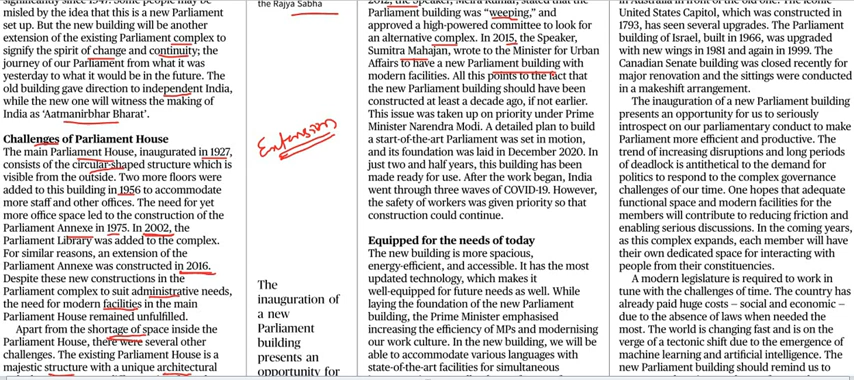 significantly since 1947. Some people may be
misled by the idea that this is a new Parliament
set up. But the new building will be another
extension of the existing Parliament complex to
signify the spirit of change and continuity; the
journey of our Parliament from what it was
yesterday to what it would be in the future. The
old building gave direction to independent India,
while the new one will witness the making of
India as 'Aatmanirbhar Bharat'.
Challenges of Parliament House
The main Parliament House, inaugurated in 1927,
consists of the circular-shaped structure which is
visible from the outside. Two more floors were
added to this building in 1956 to accommodate
more staff and other offices. The need for yet
more office space led to the construction of the
Parliament Annexe in 1975. In 2002, the
Parliament Library was added to the complex.
For similar reasons, an extension of the
Parliament Annexe was constructed in 2016.
Despite these new constructions in the
Parliament complex to suit administrative needs,
the need for modern facilities in the main
Parliament House remained unfulfilled.
Apart from the shortage of space inside the
Parliament House, there were several other
challenges. The existing Parliament House is a
majestic structure with a unique architectural
the Rajya Sabha
Extension
The
inauguration of
a new
Parliament
building
presents an
opportunity for
2012, the Speaker, Meira Kumar, stated that the
Parliament building was "weeping," and
approved a high-powered committee to look for
an alternative complex. In 2015, the Speaker,
Sumitra Mahajan, wrote to the Minister for Urban
Affairs to have a new Parliament building with
modern facilities. All this points to the fact that
the new Parliament building should have been
constructed at least a decade ago, if not earlier.
This issue was taken up on priority under Prime
Minister Narendra Modi. A detailed plan to build
a start-of-the-art Parliament was set in motion,
and its foundation was laid in December 2020. In
just two and half years, this building has been
made ready for use. After the work began, India
went through three waves of COVID-19. However,
the safety of workers was given priority so that
construction could continue.
Equipped for the needs of today
The new building is more spacious,
energy-efficient, and accessible. It has the most
updated technology, which makes it
well-equipped for future needs as well. While
laying the foundation of the new Parliament
building, the Prime Minister emphasised
increasing the efficiency of MPs and modernising
our work culture. In the new building, we will be
able to accommodate various languages with
state-of-the-art facilities for simultaneous
in Australia in front of the old one. The iconic
United States Capitol, which was constructed in
1793, has seen several upgrades. The Parliament
building of Israel, built in 1966, was upgraded
with new wings in 1981 and again in 1999. The
Canadian Senate building was closed recently for
major renovation and the sittings were conducted
in a makeshift arrangement.
The inauguration of a new Parliament building
presents an opportunity for us to seriously
introspect on our parliamentary conduct to make
Parliament more efficient and productive. The
trend of increasing disruptions and long periods
of deadlock is antithetical to the demand for
politics to respond to the complex governance
challenges of our time. One hopes that adequate
functional space and modern facilities for the
members will contribute to reducing friction and
enabling serious discussions. In the coming years,
as this complex expands, each member will have
their own dedicated space for interacting with
people from their constituencies.
A modern legislature is required to work in
tune with the challenges of time. The country has
already paid huge costs – social and economic –
due to the absence of laws when needed the
most. The world is changing fast and is on the
verge of a tectonic shift due to the emergence of
machine learning and artificial intelligence. The
new Parliament building should remind us to